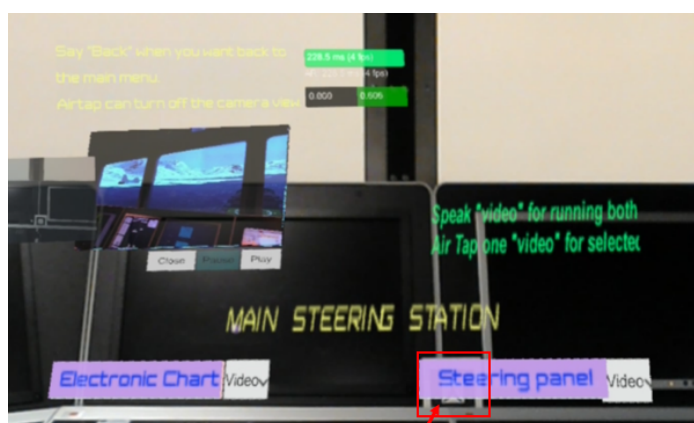 Say "Back" when you want back to
the main menu.
Airtap can turn off the camera view
228.5 ms (4 fps)
0.000 0.606
Speak "video" for running both
Air Tap one "video" for selected
Close Pause Play
MAIN STEERING STATION
Electronic Chart Video
Steering panel Video